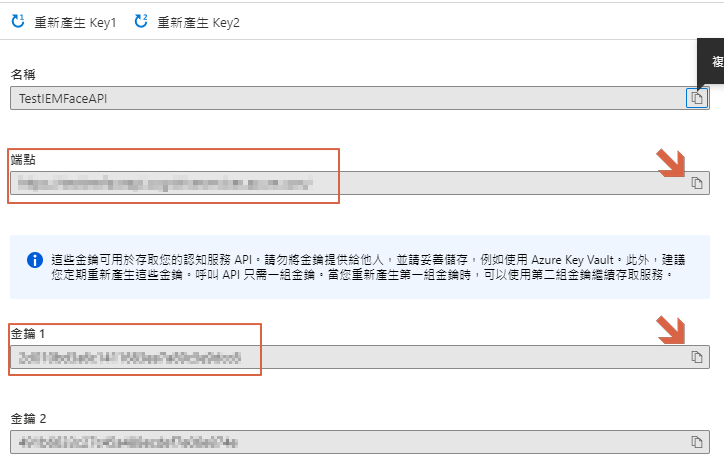 重新產生 Key1 重新產生 Key2
名稱
複
TestIEMFaceAPI
端點
這些金鑰可用於存取您的認知服務 API。請勿將金鑰提供給他人，並請妥善儲存，例如使用 Azure Key Vault。此外，建議
您定期重新產生這些金鑰。呼叫 API 只需一組金鑰。當您重新產生第一組金鑰時，可以使用第二組金鑰繼續存取服務。
金鑰 1
金鑰 2